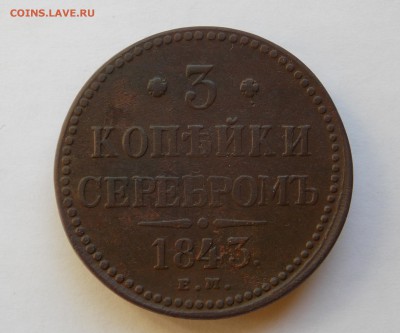 COINS.LAVE.RU
3
КОПѢЙКИ
СЕРЕБРОМЪ
1843.
Е.М.